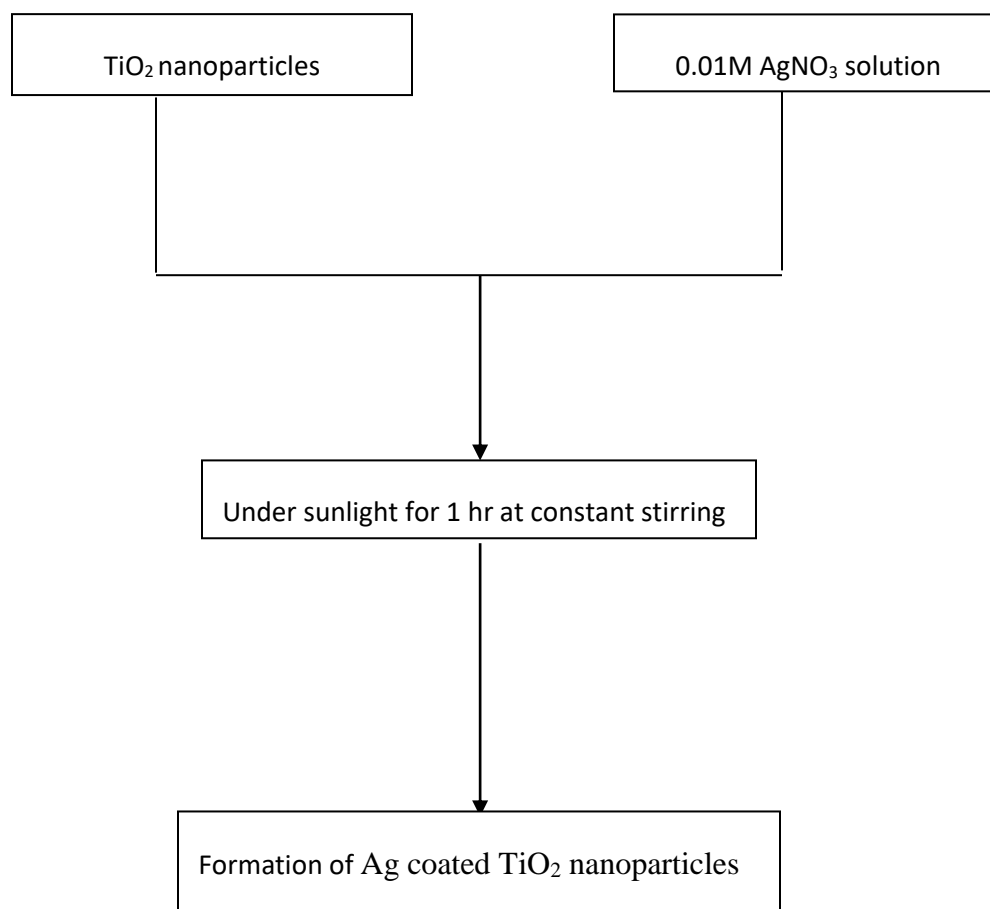 TiO₂ nanoparticles
0.01M AgNO₃ solution
Under sunlight for 1 hr at constant stirring
Formation of Ag coated TiO₂ nanoparticles